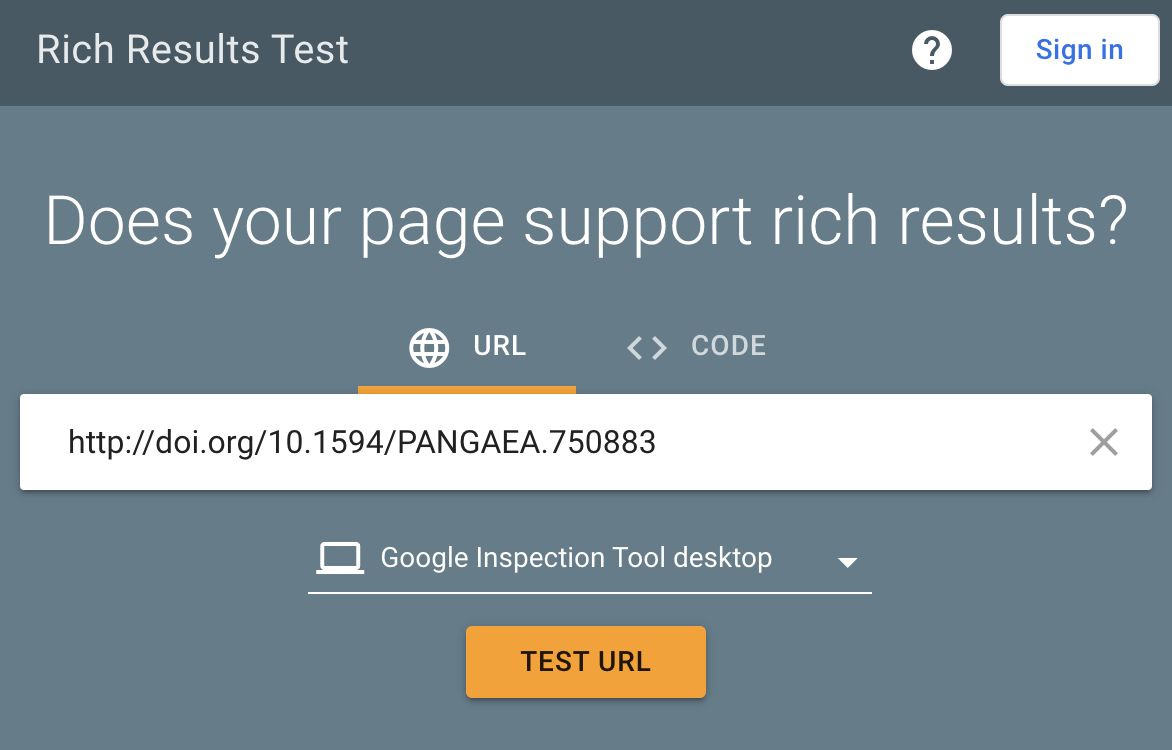 Rich Results Test
?
Sign in
Does your page support rich results?
URL
CODE
http://doi.org/10.1594/PANGAEA.750883
Google Inspection Tool desktop
TEST URL